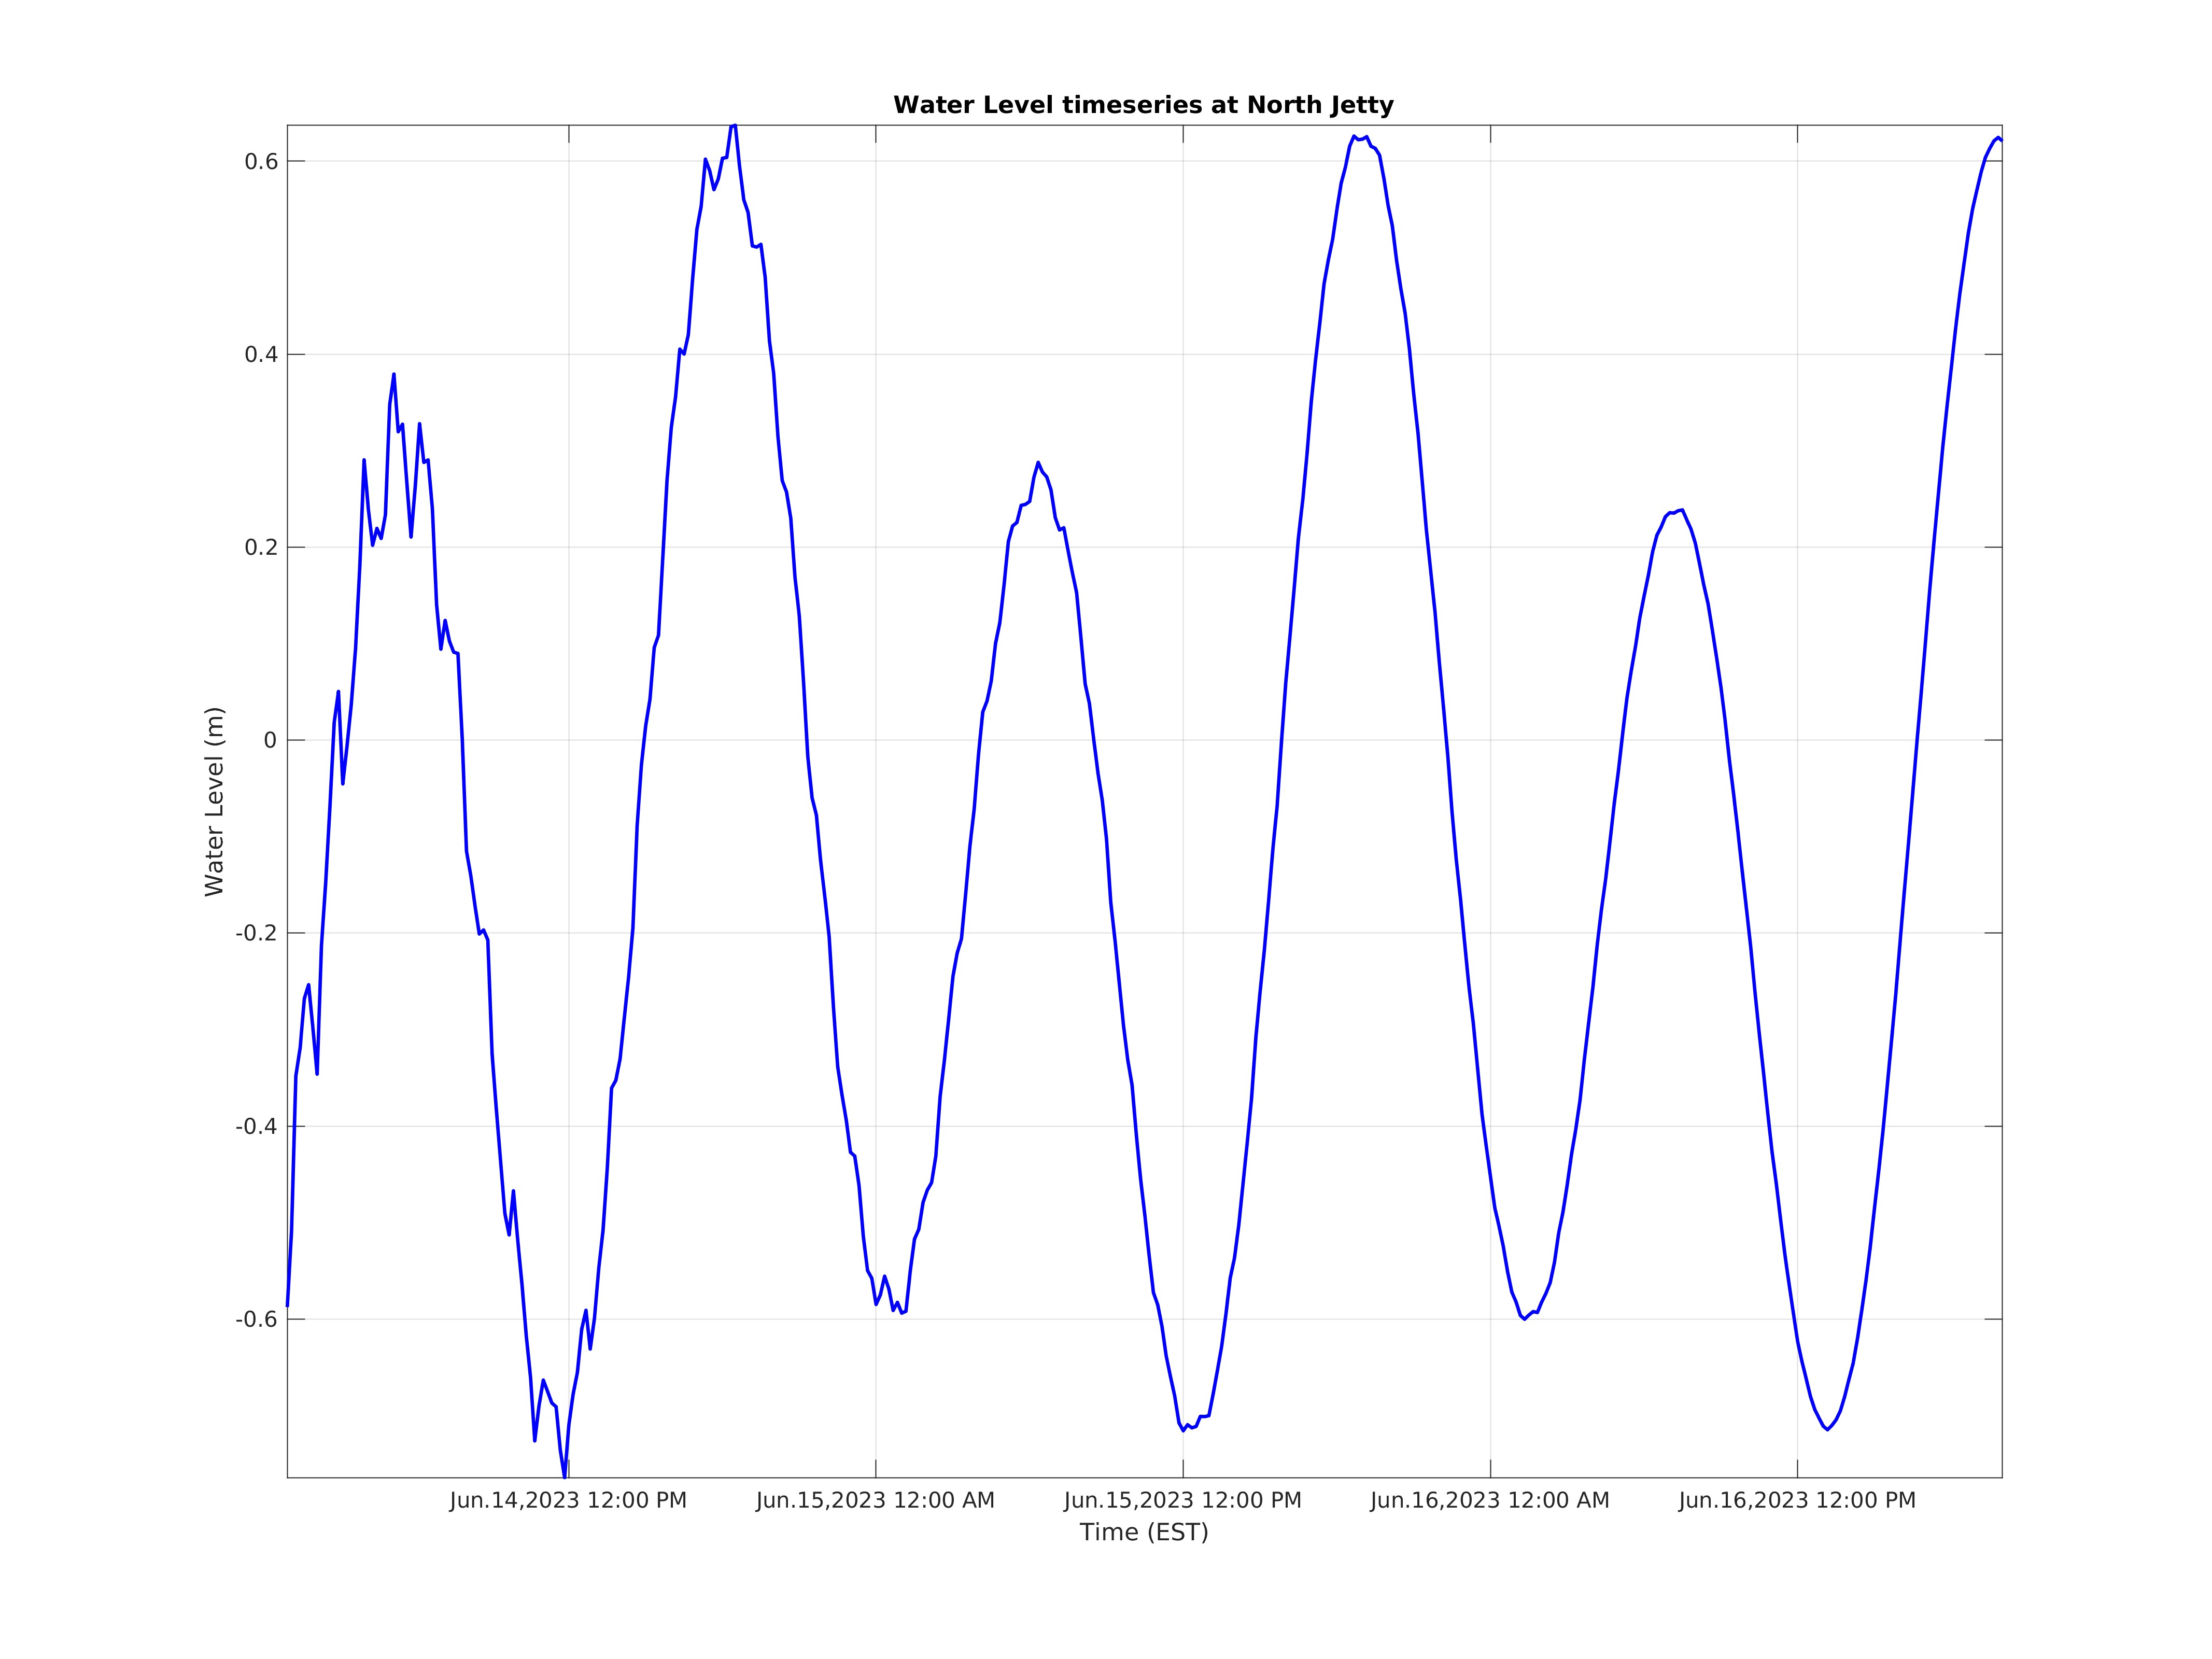 Water Level timeseries at North Jetty
0.6
0.4
0.2
0
-0.2
-0.4
-0.6
Water Level (m)
Jun.14,2023 12:00 PM
Jun.15,2023 12:00 AM
Jun.15,2023 12:00 PM
Jun.16,2023 12:00 AM
Jun.16,2023 12:00 PM
Time (EST)